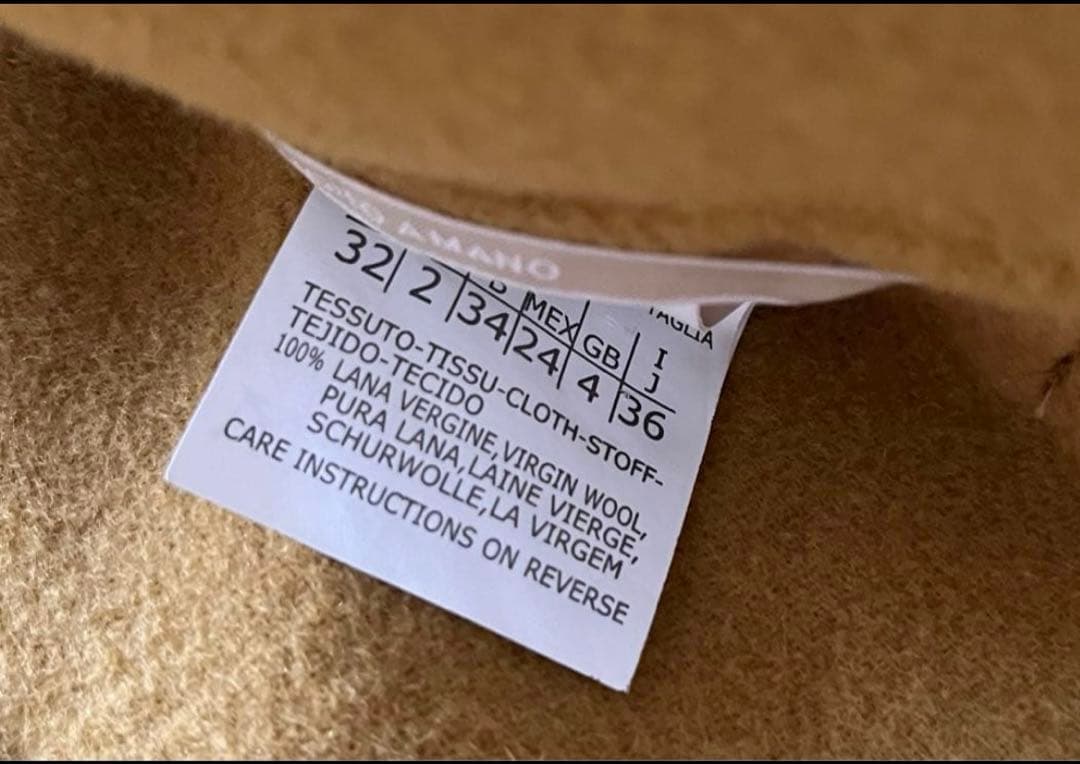 AMANO
TAGLIA
MEX GB I J
32 2 34 24 4 36
TESSUTO-TISSU-CLOTH-STOFF-
TEJIDO-TECIDO
100% LANA VERGINE, VIRGIN WOOL,
PURA LANA, LAINE VIERGE,
SCHURWOLLE, LA VIRGEM
CARE INSTRUCTIONS ON REVERSE